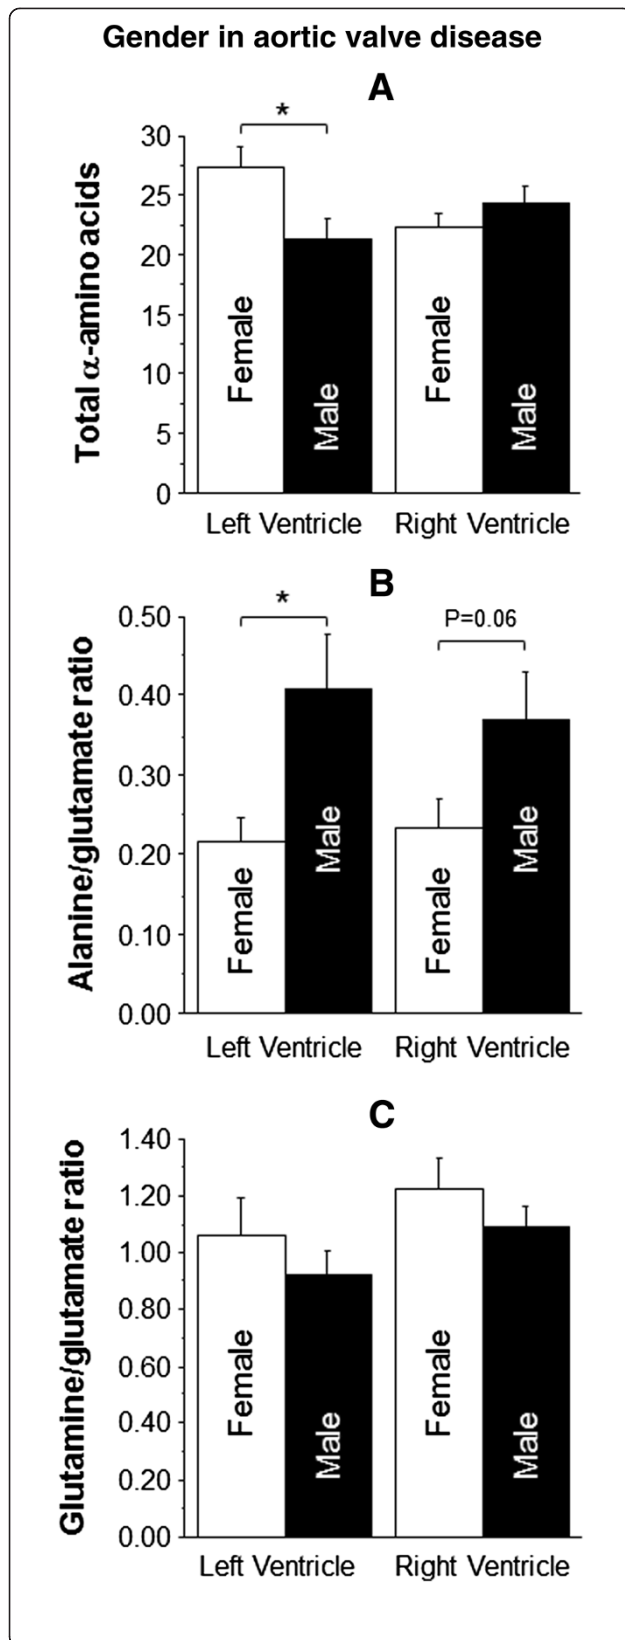 Gender in aortic valve disease
A
*
Total α-amino acids
30
25
20
15
10
5
0
Female
Male
Female
Male
Left Ventricle
Right Ventricle
B
*
P=0.06
Alanine/glutamate ratio
0.50
0.40
0.30
0.20
0.10
0.00
Female
Male
Female
Male
Left Ventricle
Right Ventricle
C
Glutamine/glutamate ratio
1.40
1.20
1.00
0.80
0.60
0.40
0.20
0.00
Female
Male
Female
Male
Left Ventricle
Right Ventricle